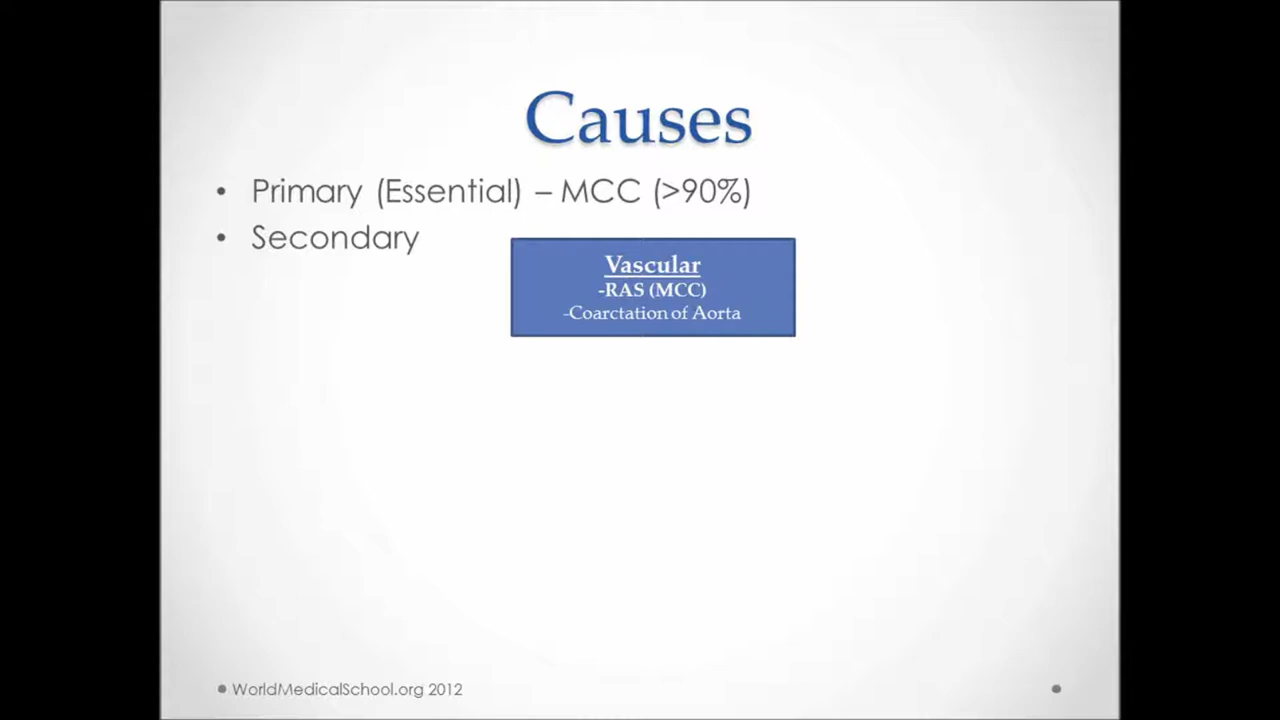 Causes
• Primary (Essential) – MCC (>90%)
• Secondary
Vascular
-RAS (MCC)
-Coarctation of Aorta
WorldMedicalSchool.org 2012